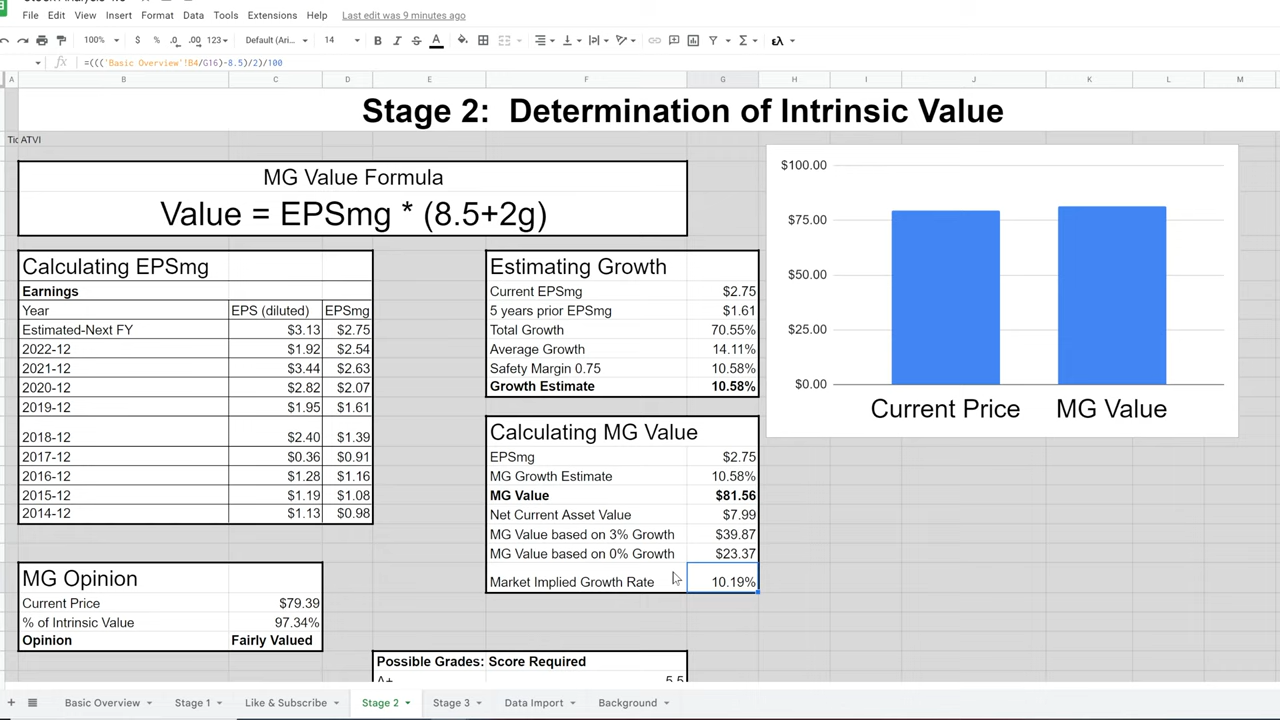 File Edit View Insert Format Data Tools Extensions Help Last edit was 9 minutes ago
100% $ % .0 .00 123 Default (Ari... 14 B I S A
fx =((('Basic Overview'!B4/G16)-8.5)/2)/100
A B C D E F G H I J K L M
Stage 2: Determination of Intrinsic Value
Tic ATVI
MG Value Formula
Value = EPSmg * (8.5+2g)
Calculating EPSmg
Earnings
Year EPS (diluted) EPSmg
Estimated-Next FY $3.13 $2.75
2022-12 $1.92 $2.54
2021-12 $3.44 $2.63
2020-12 $2.82 $2.07
2019-12 $1.95 $1.61
2018-12 $2.40 $1.39
2017-12 $0.36 $0.91
2016-12 $1.28 $1.16
2015-12 $1.19 $1.08
2014-12 $1.13 $0.98
MG Opinion
Current Price $79.39
% of Intrinsic Value 97.34%
Opinion Fairly Valued
Estimating Growth
Current EPSmg $2.75
5 years prior EPSmg $1.61
Total Growth 70.55%
Average Growth 14.11%
Safety Margin 0.75 10.58%
Growth Estimate 10.58%
Calculating MG Value
EPSmg $2.75
MG Growth Estimate 10.58%
MG Value $81.56
Net Current Asset Value $7.99
MG Value based on 3% Growth $39.87
MG Value based on 0% Growth $23.37
Market Implied Growth Rate 10.19%
Possible Grades: Score Required
A+ 5.5
$100.00
$75.00
$50.00
$25.00
$0.00
Current Price MG Value
Basic Overview Stage 1 Like & Subscribe Stage 2 Stage 3 Data Import Background